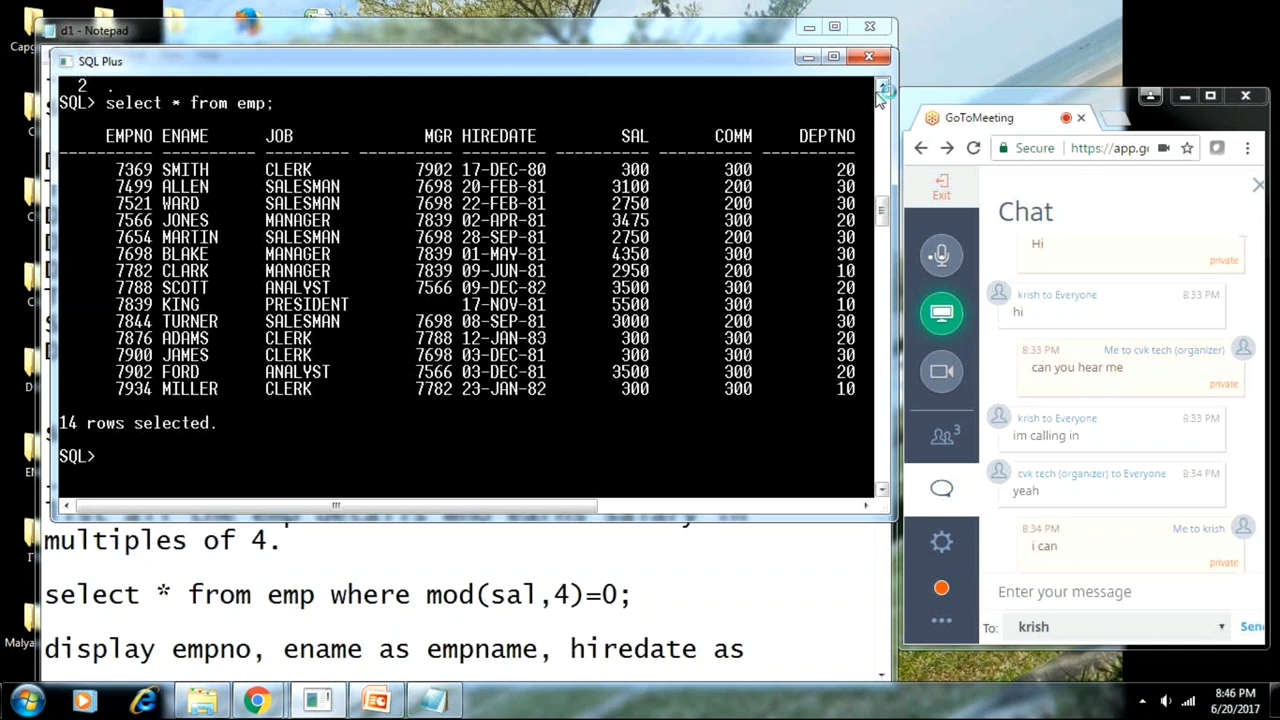 Capg
d1 - Notepad
SQL Plus
2 .
SQL> select * from emp;
EMPNO ENAME JOB MGR HIREDATE SAL COMM DEPTNO
7369 SMITH CLERK 7902 17-DEC-80 300 300 20
7499 ALLEN SALESMAN 7698 20-FEB-81 3100 200 30
7521 WARD SALESMAN 7698 22-FEB-81 2750 200 30
7566 JONES MANAGER 7839 02-APR-81 3475 300 20
7654 MARTIN SALESMAN 7698 28-SEP-81 2750 200 30
7698 BLAKE MANAGER 7839 01-MAY-81 4350 200 30
7782 CLARK MANAGER 7839 09-JUN-81 2950 200 10
7788 SCOTT ANALYST 7566 09-DEC-82 3500 300 20
7839 KING PRESIDENT 17-NOV-81 5500 300 10
7844 TURNER SALESMAN 7698 08-SEP-81 3000 200 30
7876 ADAMS CLERK 7788 12-JAN-83 300 300 20
7900 JAMES CLERK 7698 03-DEC-81 300 300 30
7902 FORD ANALYST 7566 03-DEC-81 3500 300 20
7934 MILLER CLERK 7782 23-JAN-82 300 300 10
14 rows selected.
SQL>
multiples of 4.
select * from emp where mod(sal,4)=0;
display empno, ename as empname, hiredate as
Malya
GoToMeeting
Secure https://app.go
Exit
Chat
Hi
private
krish to Everyone 8:33 PM
hi
8:33 PM Me to cvk tech (organizer)
can you hear me
private
krish to Everyone 8:33 PM
im calling in
3
cvk tech (organizer) to Everyone 8:34 PM
yeah
8:34 PM Me to krish
i can
private
Enter your message
To: krish Sen
8:46 PM
6/20/2017